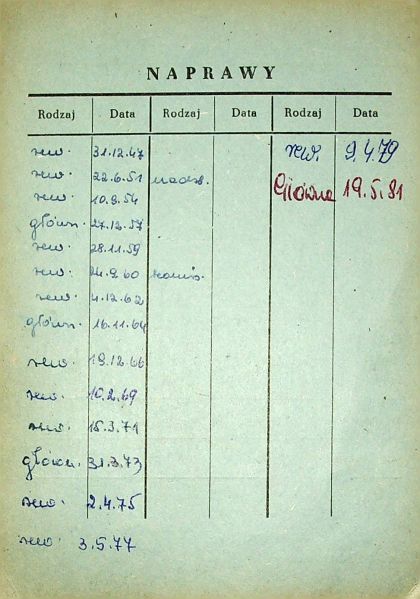 NAPRAWY
Rodzaj Data Rodzaj Data Rodzaj Data
rew. 31.12.47 rew. 9.4.79
rew. 22.6.51 nadz. Główna 19.5.81
rew. 10.9.54
główn. 27.12.57
rew. 28.11.59
rew. 24.9.60
rew. 4.12.62
główn. 16.11.64
rew. 19.12.66
rew. 10.2.69
rew. 15.3.71
główn. 31.3.73
rew. 2.4.75
rew. 3.5.77